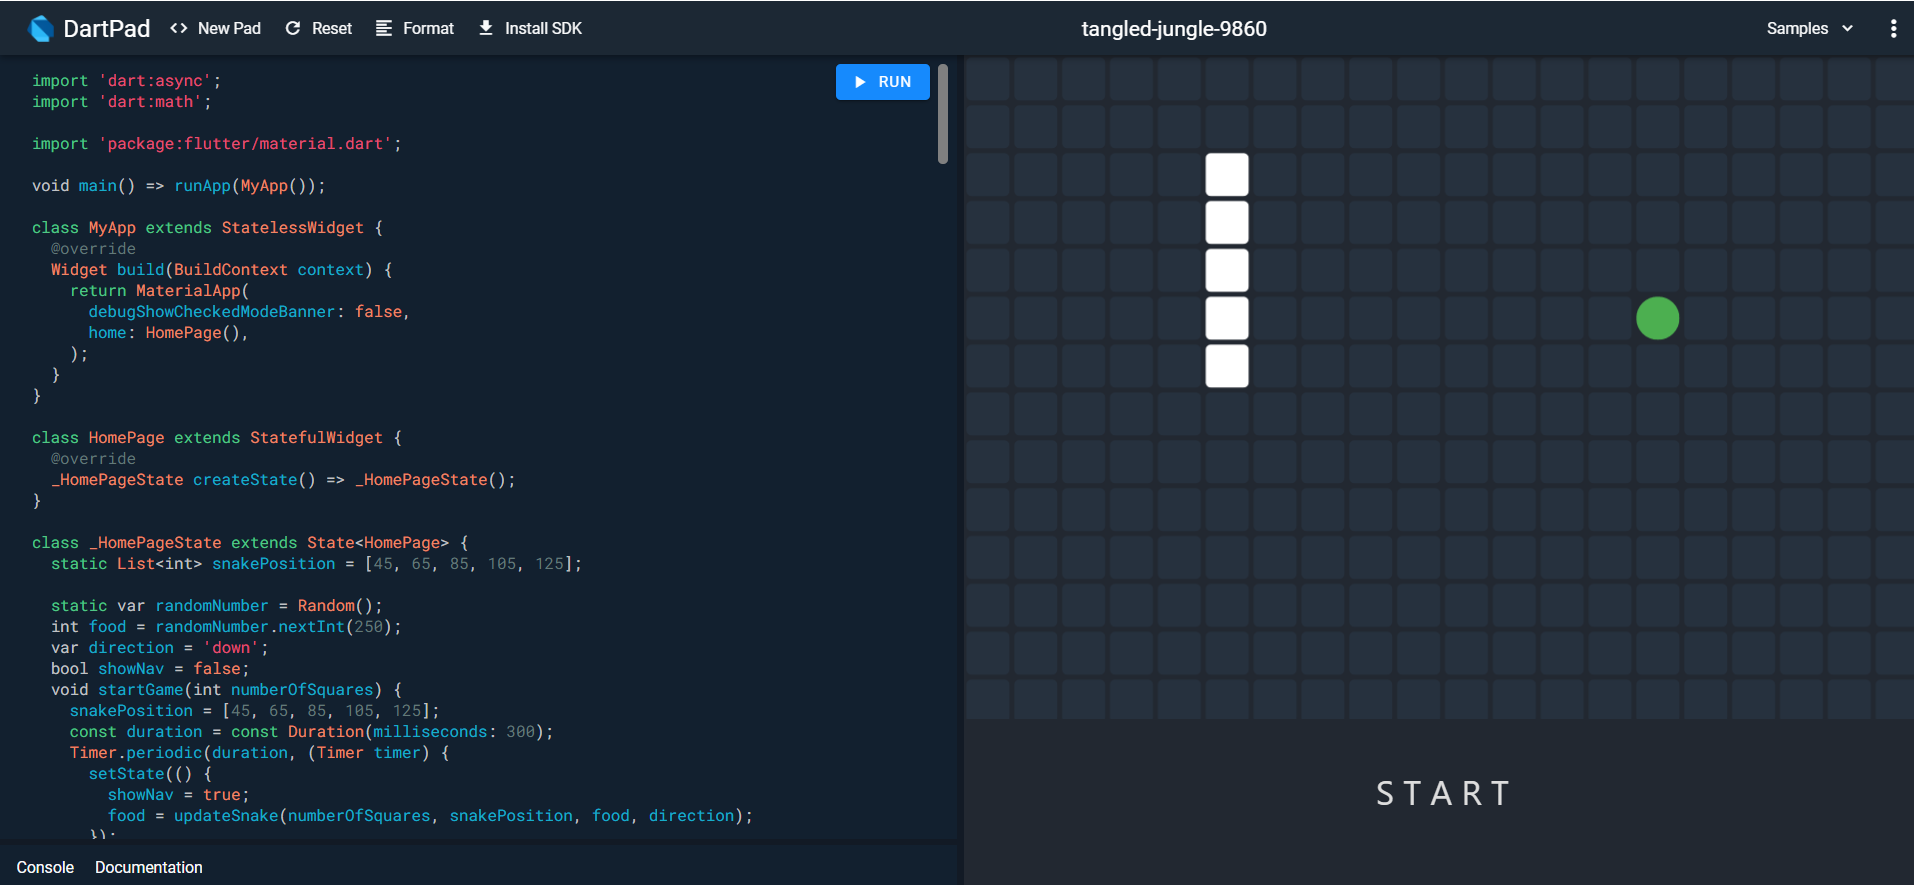 DartPad <> New Pad Reset Format Install SDK tangled-jungle-9860 Samples
RUN
import 'dart:async';
import 'dart:math';
import 'package:flutter/material.dart';
void main() => runApp(MyApp());
class MyApp extends StatelessWidget {
@override
Widget build(BuildContext context) {
return MaterialApp(
debugShowCheckedModeBanner: false,
home: HomePage(),
);
}
}
class HomePage extends StatefulWidget {
@override
_HomePageState createState() => _HomePageState();
}
class _HomePageState extends State<HomePage> {
static List<int> snakePosition = [45, 65, 85, 105, 125];
static var randomNumber = Random();
int food = randomNumber.nextInt(250);
var direction = 'down';
bool showNav = false;
void startGame(int numberOfSquares) {
snakePosition = [45, 65, 85, 105, 125];
const duration = const Duration(milliseconds: 300);
Timer.periodic(duration, (Timer timer) {
setState(() {
showNav = true;
food = updateSnake(numberOfSquares, snakePosition, food, direction);
});
START
Console Documentation